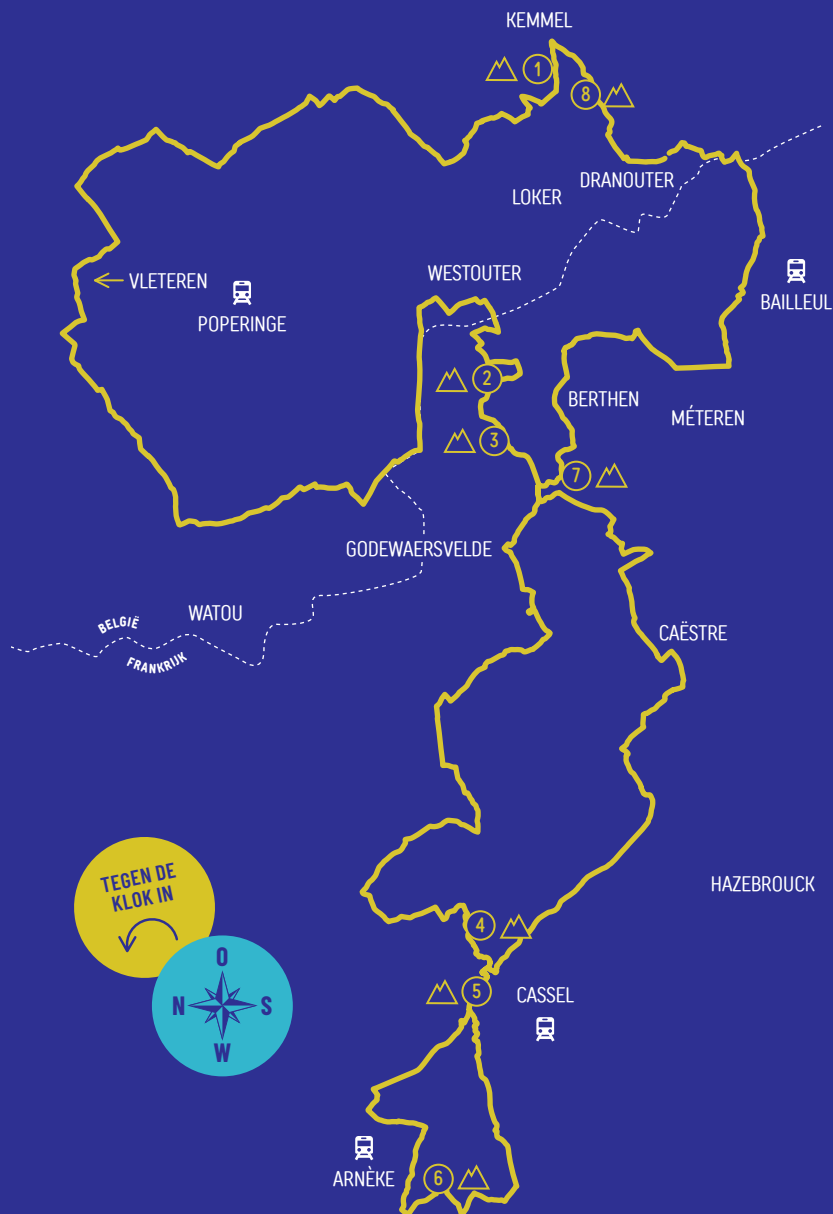 KEMMEL
1
8
DRANOUTER
LOKER
WESTOUTER
VLETEREN
POPERINGE
BAILLEUL
2
BERTHEN
MÉTEREN
3
7
GODEWAERSVELDE
WATOU
BELGIË
FRANKRIJK
CAËSTRE
TEGEN DE
KLOK IN
HAZEBROUCK
4
O
N S
W
5
CASSEL
ARNÈKE
6